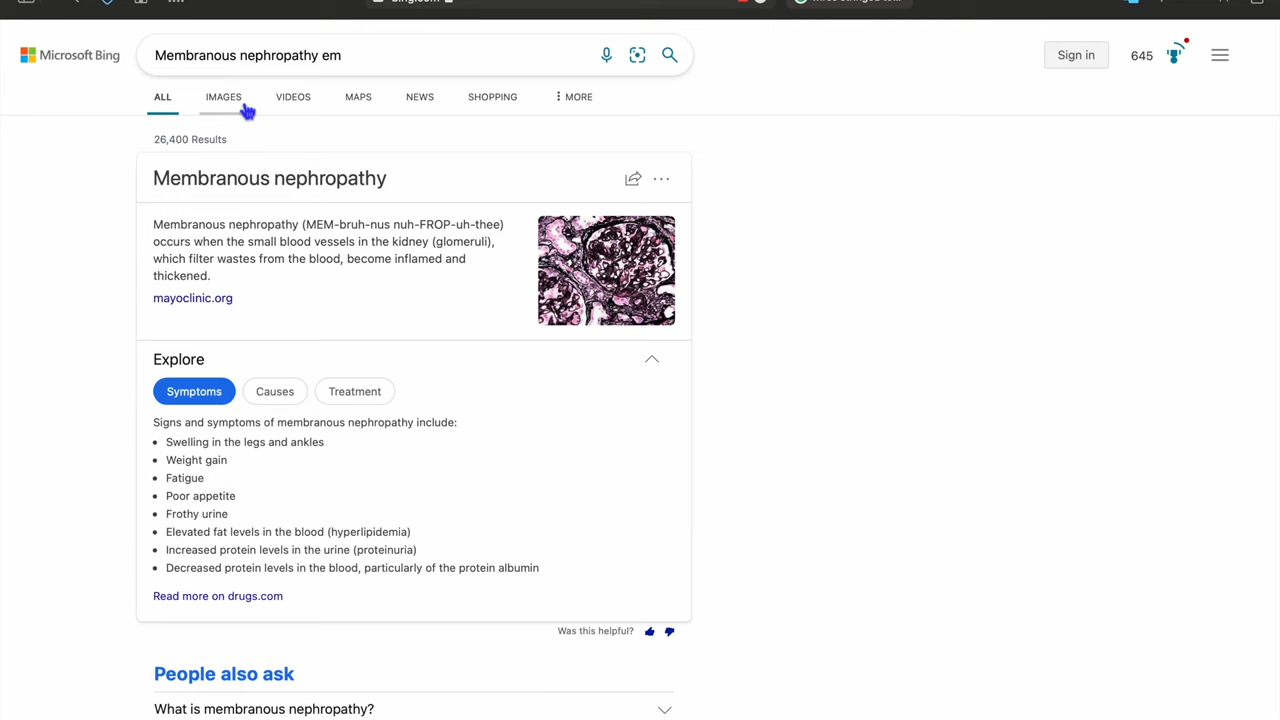 Microsoft Bing
Membranous nephropathy em
Sign in
645
ALL
IMAGES
VIDEOS
MAPS
NEWS
SHOPPING
MORE
26,400 Results
Membranous nephropathy
Membranous nephropathy (MEM-bruh-nus nuh-FROP-uh-thee)
occurs when the small blood vessels in the kidney (glomeruli),
which filter wastes from the blood, become inflamed and
thickened.
mayoclinic.org
Explore
Symptoms
Causes
Treatment
Signs and symptoms of membranous nephropathy include:
Swelling in the legs and ankles
Weight gain
Fatigue
Poor appetite
Frothy urine
Elevated fat levels in the blood (hyperlipidemia)
Increased protein levels in the urine (proteinuria)
Decreased protein levels in the blood, particularly of the protein albumin
Read more on drugs.com
Was this helpful?
People also ask
What is membranous nephropathy?